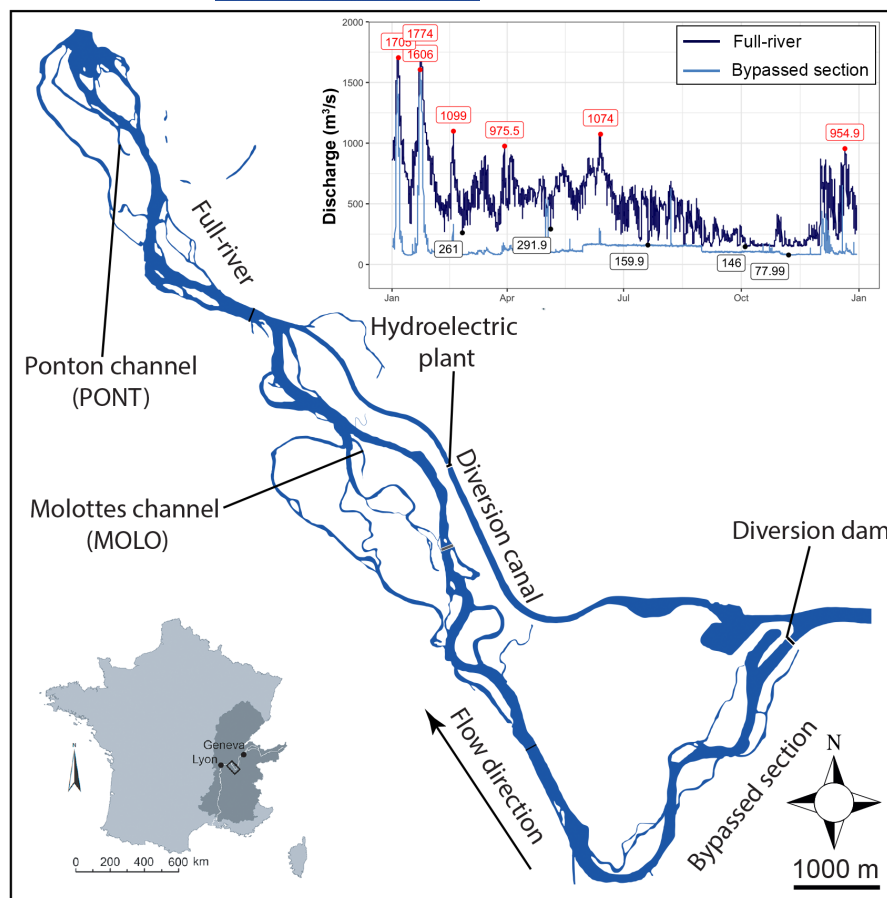 2000
1500
1000
500
0
Discharge (m³/s)
1705
1774
1606
1099
975.5
1074
954.9
261
291.9
159.9
146
77.99
Full-river
Bypassed section
Jan
Apr
Jul
Oct
Jan
Full-river
Hydroelectric
plant
Ponton channel
(PONT)
Diversion canal
Molottes channel
(MOLO)
Diversion dam
Flow direction
Bypassed section
N
1000 m
Geneva
Lyon
N
0 200 400 600 km